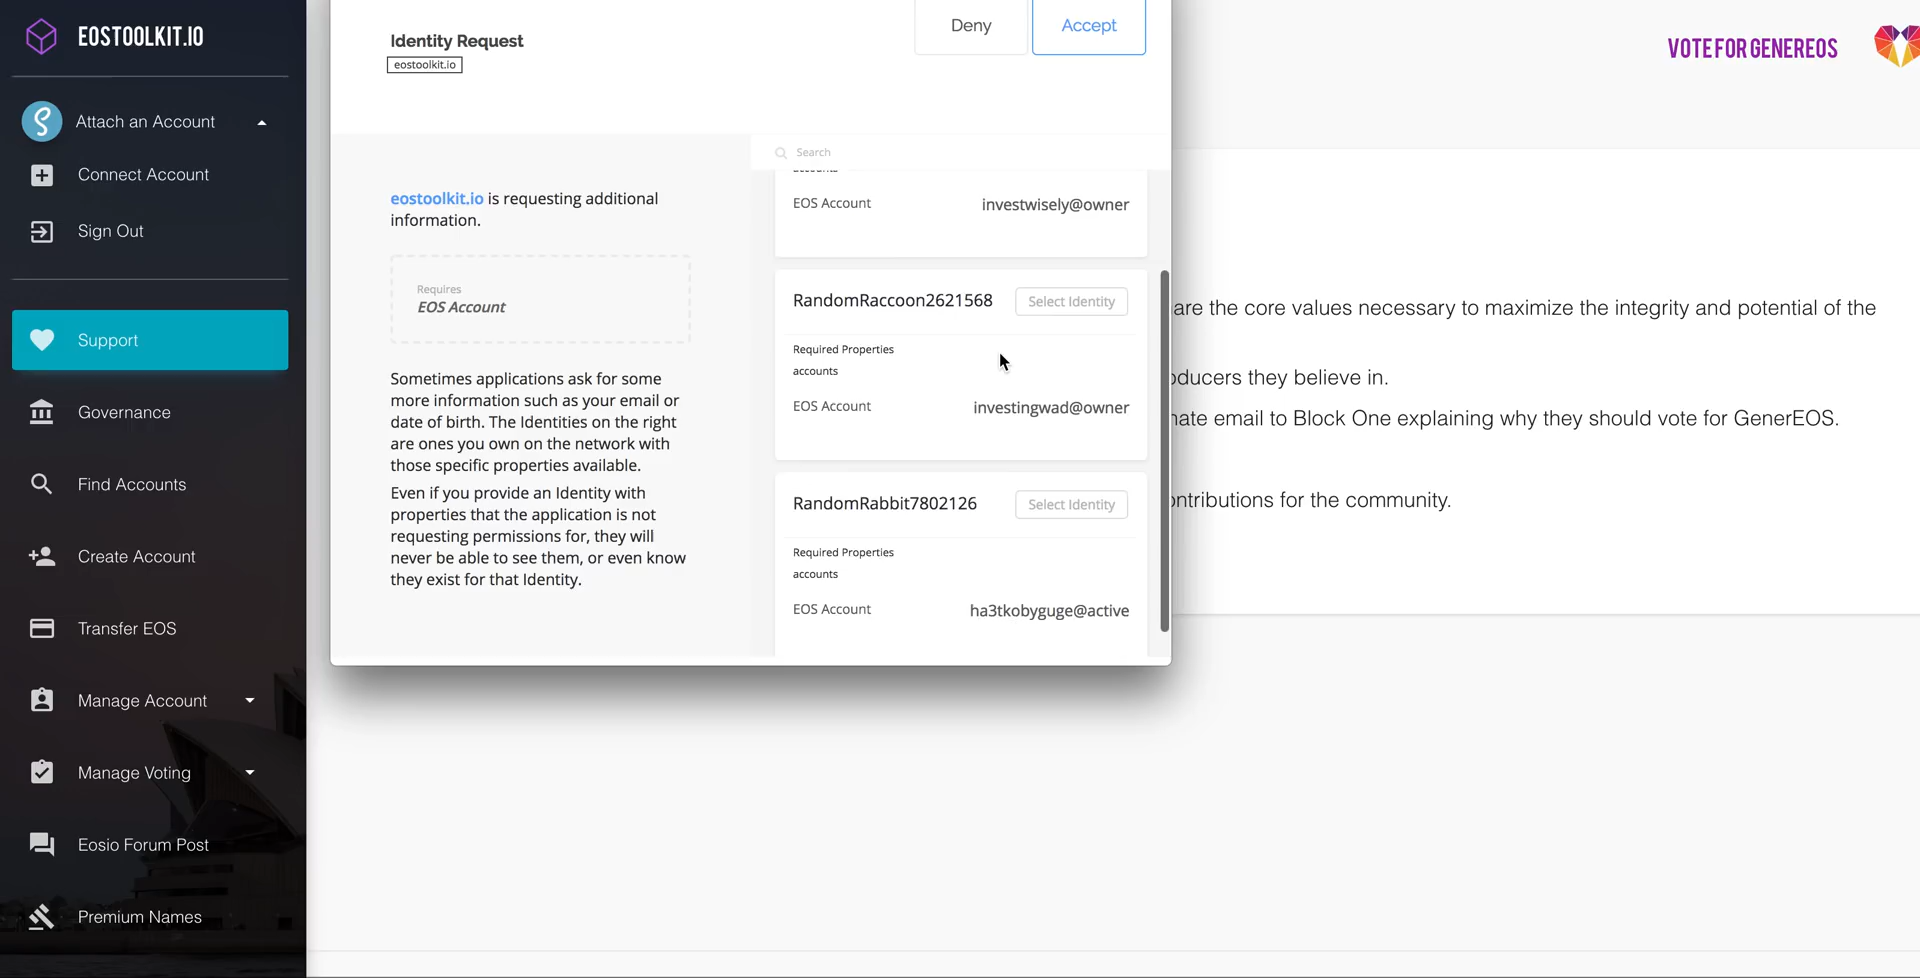 EOSTOOLKIT.IO
Attach an Account
Connect Account
Sign Out
Support
Governance
Find Accounts
Create Account
Transfer EOS
Manage Account
Manage Voting
Eosio Forum Post
Premium Names
Identity Request
eostoolkit.io
Deny
Accept
eostoolkit.io is requesting additional
information.
Requires
EOS Account
Sometimes applications ask for some
more information such as your email or
date of birth. The Identities on the right
are ones you own on the network with
those specific properties available.
Even if you provide an Identity with
properties that the application is not
requesting permissions for, they will
never be able to see them, or even know
they exist for that Identity.
Search
accounts
EOS Account investwisely@owner
RandomRaccoon2621568 Select Identity
Required Properties
accounts
EOS Account investingwad@owner
RandomRabbit7802126 Select Identity
Required Properties
accounts
EOS Account ha3tkobyguge@active
VOTE FOR GENEREOS
are the core values necessary to maximize the integrity and potential of the
oducers they believe in.
nate email to Block One explaining why they should vote for GenerEOS.
ontributions for the community.